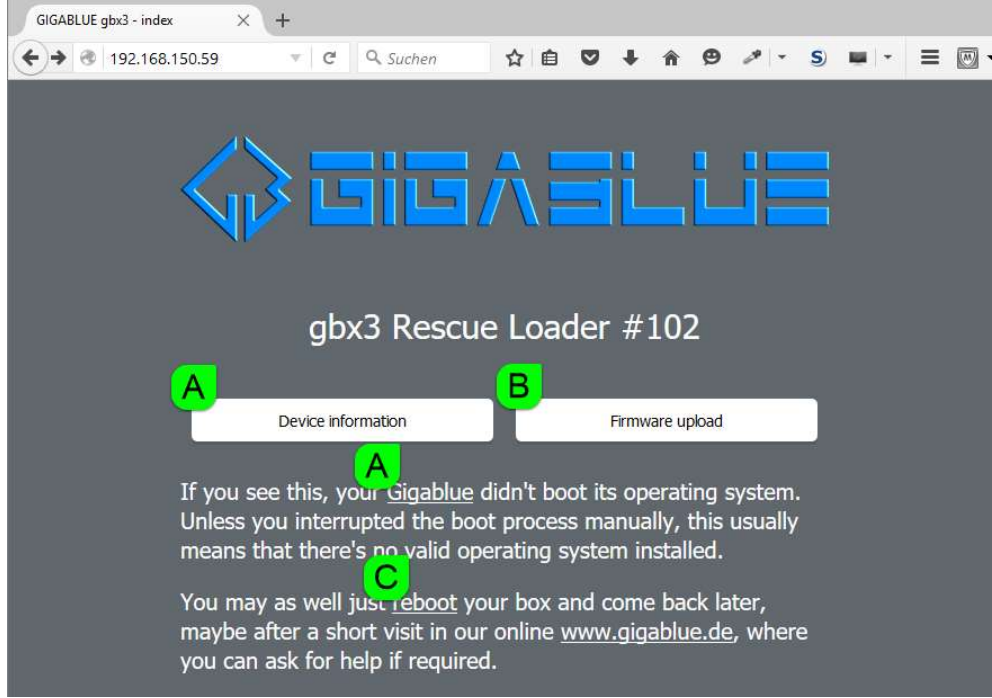 GIGABLUE gbx3 - index
192.168.150.59
Suchen
GIGABLUE
gbx3 Rescue Loader #102
A
B
Device information
Firmware upload
A
If you see this, your Gigablue didn't boot its operating system.
Unless you interrupted the boot process manually, this usually
means that there's no valid operating system installed.
C
You may as well just reboot your box and come back later,
maybe after a short visit in our online www.gigablue.de, where
you can ask for help if required.